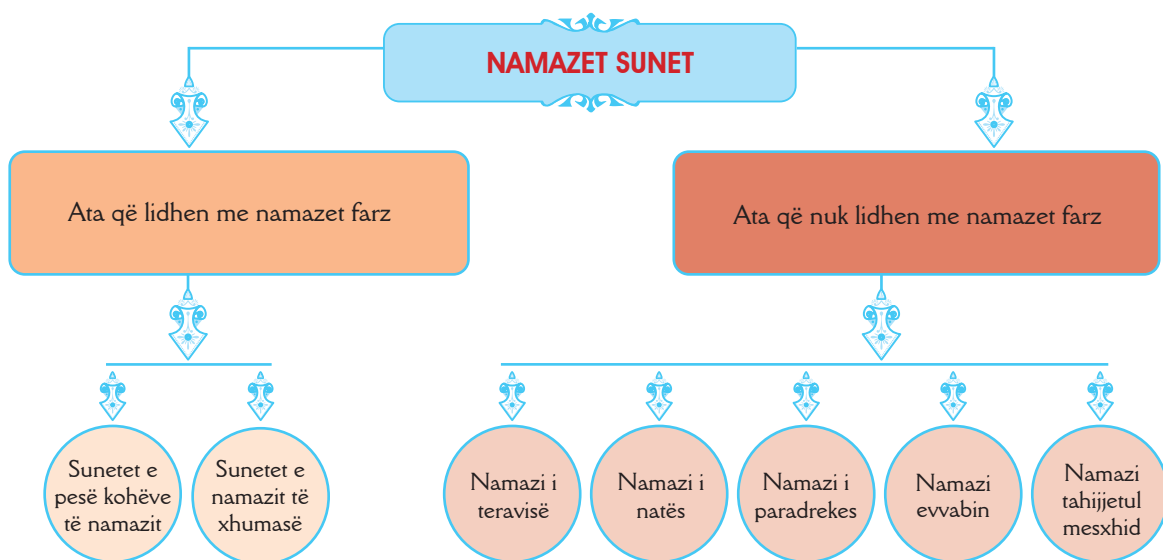 NAMAZET SUNET
Ata që lidhen me namazet farz
Ata që nuk lidhen me namazet farz
Sunetet e
pesë kohëve
të namazit
Sunetet e
namazit të
xhumasë
Namazi i
teravisë
Namazi i
natës
Namazi i
paradrekes
Namazi
evvabin
Namazi
tahijjetul
mesxhid